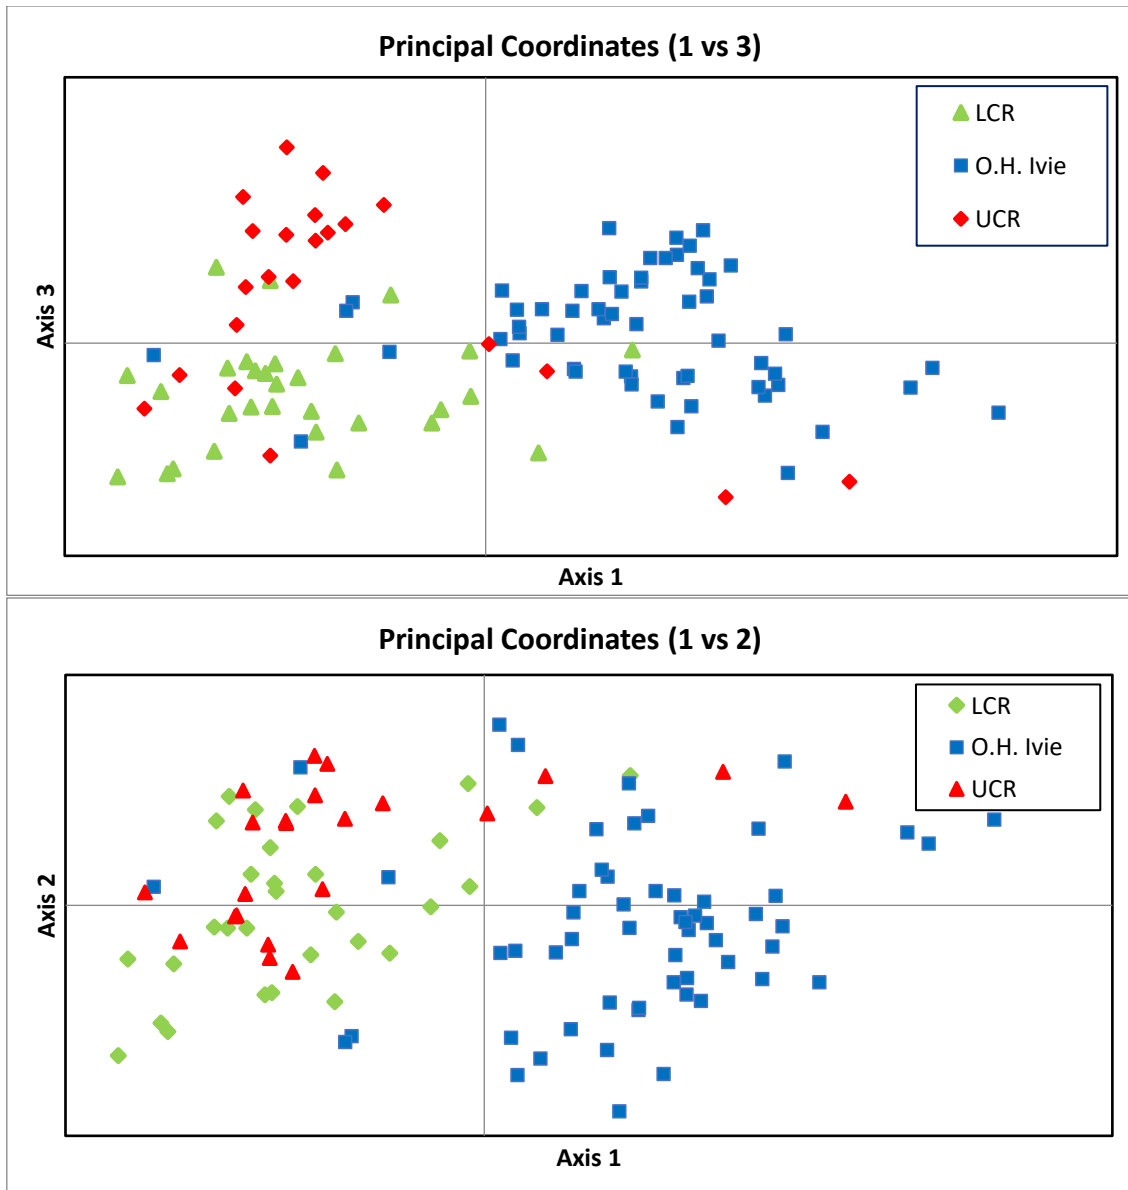 Principal Coordinates (1 vs 3)
LCR
O.H. Ivie
UCR
Axis 3
Axis 1
Principal Coordinates (1 vs 2)
LCR
O.H. Ivie
UCR
Axis 2
Axis 1